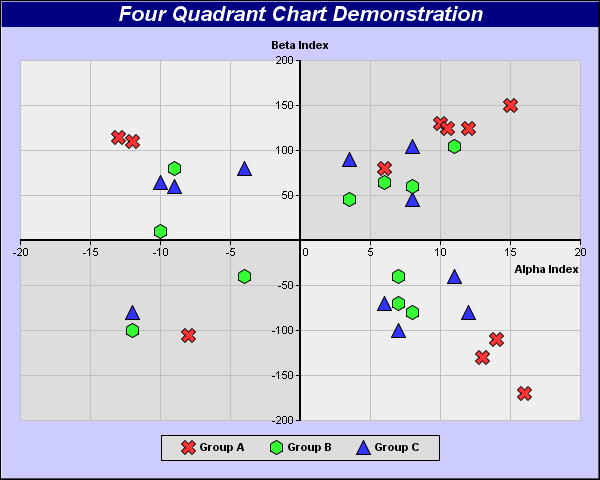 Four Quadrant Chart Demonstration
Beta Index
200
150
100
50
-20 -15 -10 -5 0 5 10 15 20
Alpha Index
-50
-100
-150
-200
Group A Group B Group C